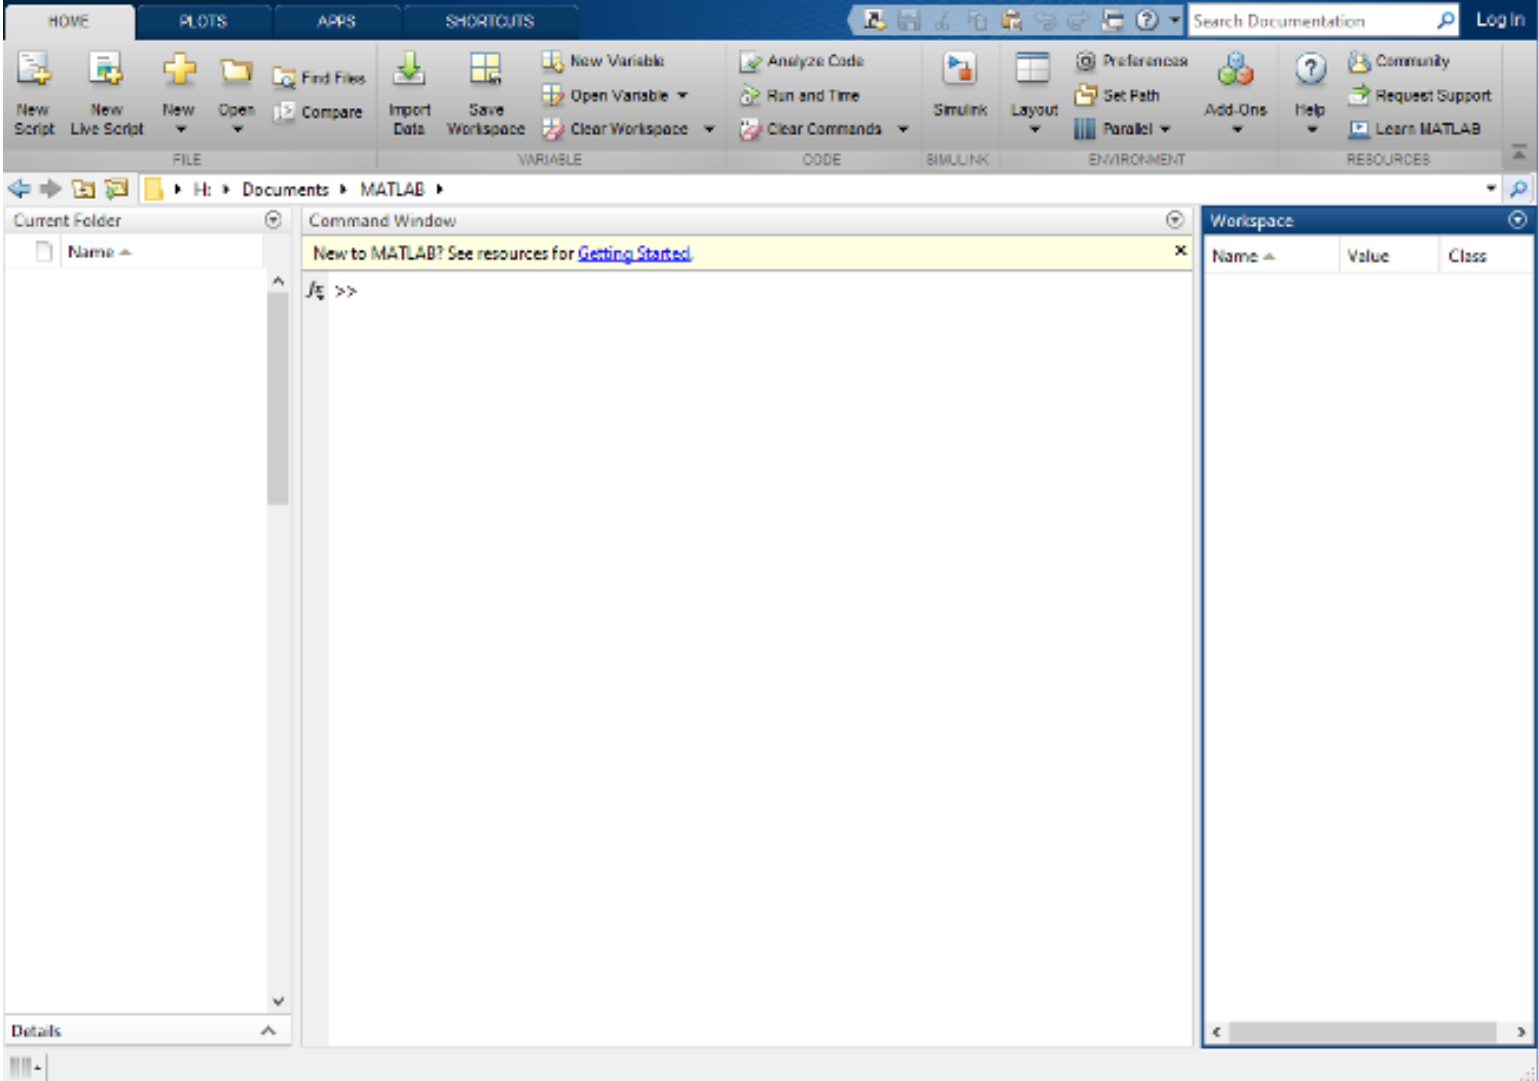 HOME PLOTS APPS SHORTCUTS Search Documentation Log In
New Script
New Live Script
New
Open
Find Files
Compare
Import Data
Save Workspace
New Variable
Open Variable
Clear Workspace
Analyze Code
Run and Time
Clear Commands
Simulink
Layout
Preferences
Set Path
Parallel
Add-Ons
Help
Community
Request Support
Learn MATLAB
FILE VARIABLE CODE SIMULINK ENVIRONMENT RESOURCES
H: Documents MATLAB
Current Folder
Name
Command Window
New to MATLAB? See resources for Getting Started.
fx >>
Workspace
Name Value Class
Details